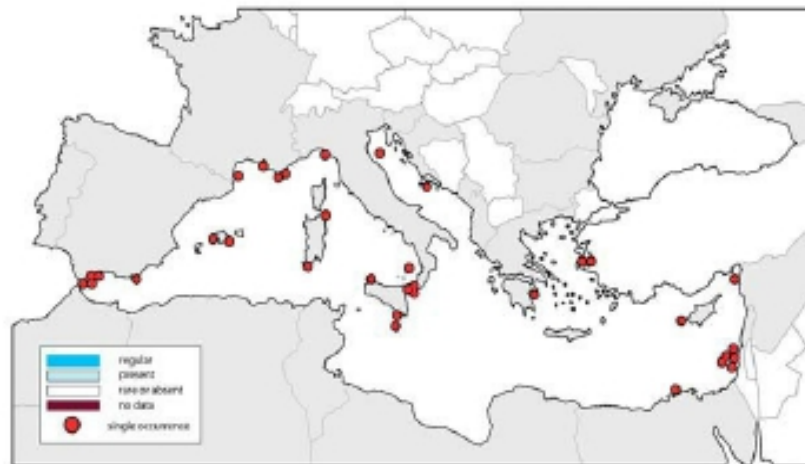 regular
present
rare or absent
no data
single occurrence